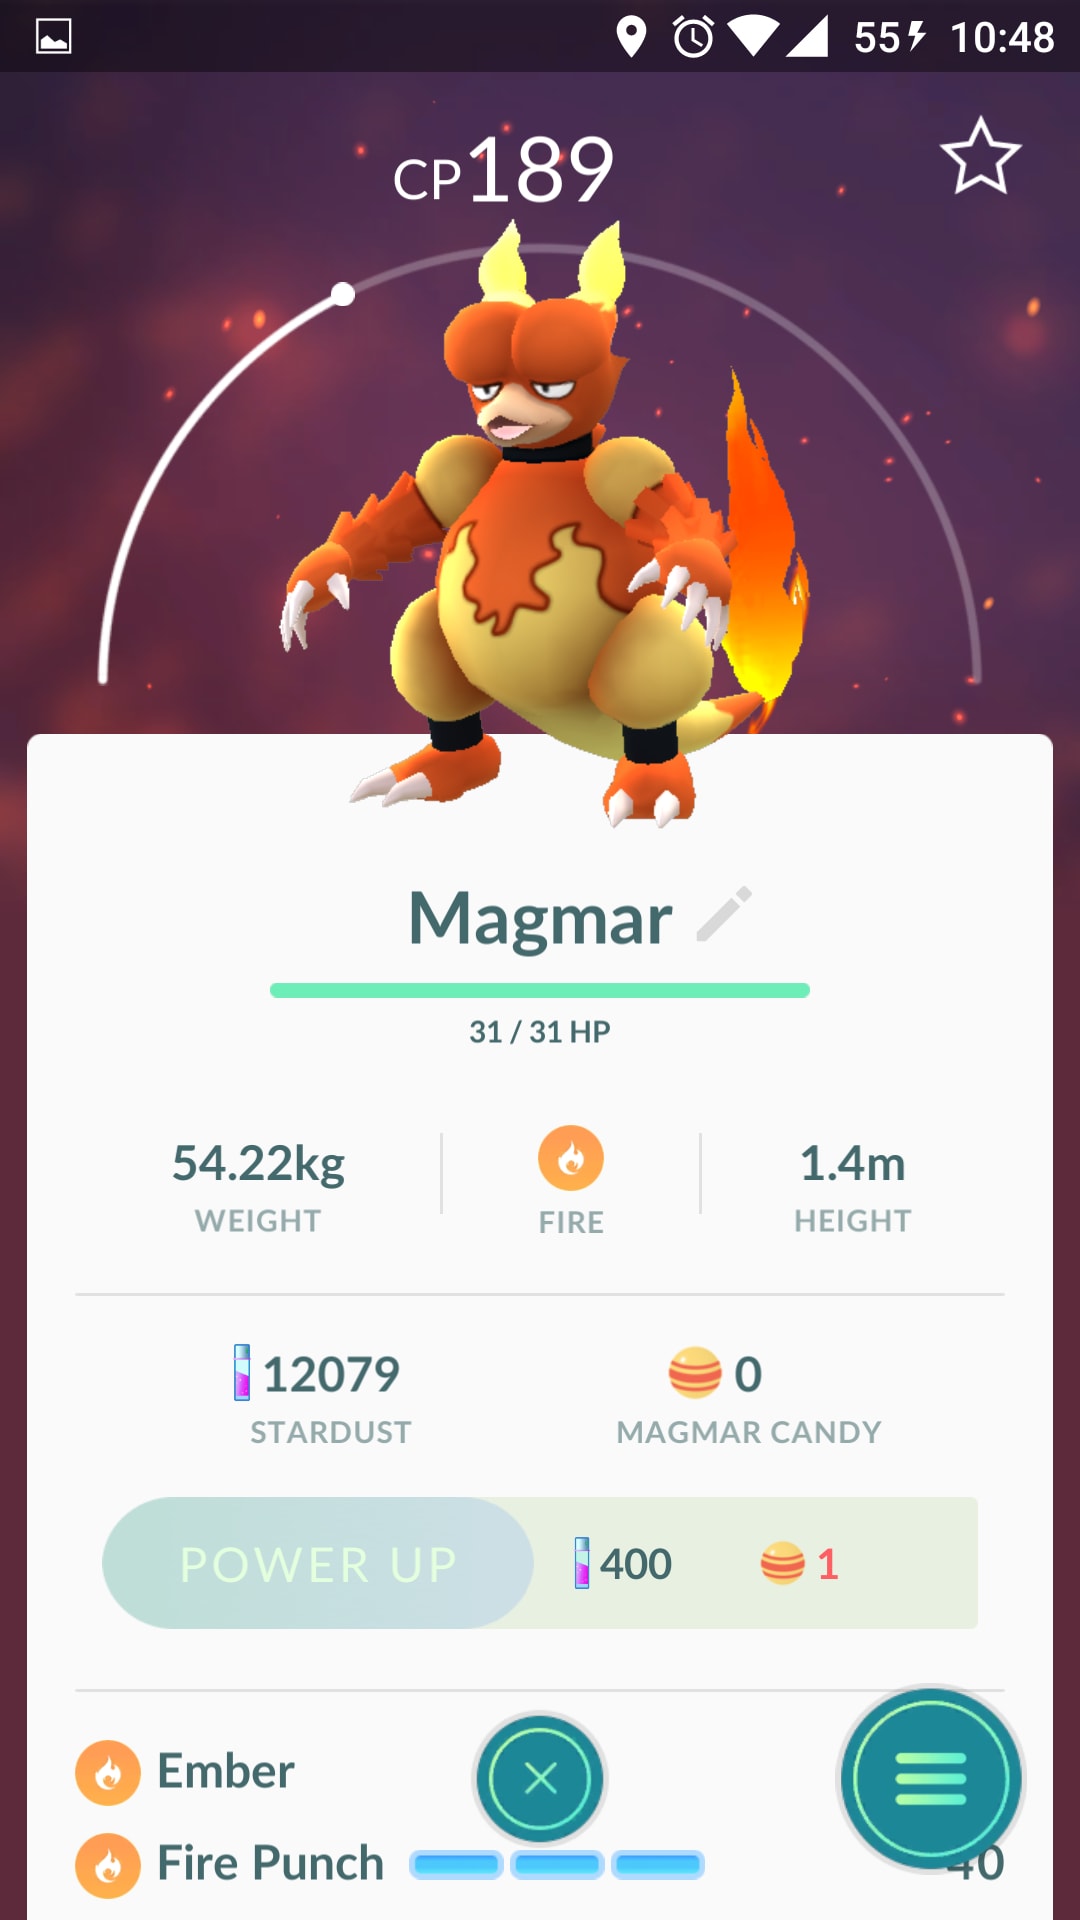 55 10:48
CP189
Magmar
31 / 31 HP
54.22kg
WEIGHT
FIRE
1.4m
HEIGHT
12079
STARDUST
0
MAGMAR CANDY
POWER UP 400 1
Ember
Fire Punch 40